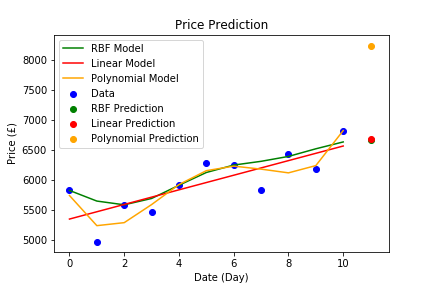 Price Prediction
RBF Model
Linear Model
Polynomial Model
Data
RBF Prediction
Linear Prediction
Polynomial Prediction
8000
7500
7000
6500
6000
5500
5000
Price (£)
0 2 4 6 8 10
Date (Day)